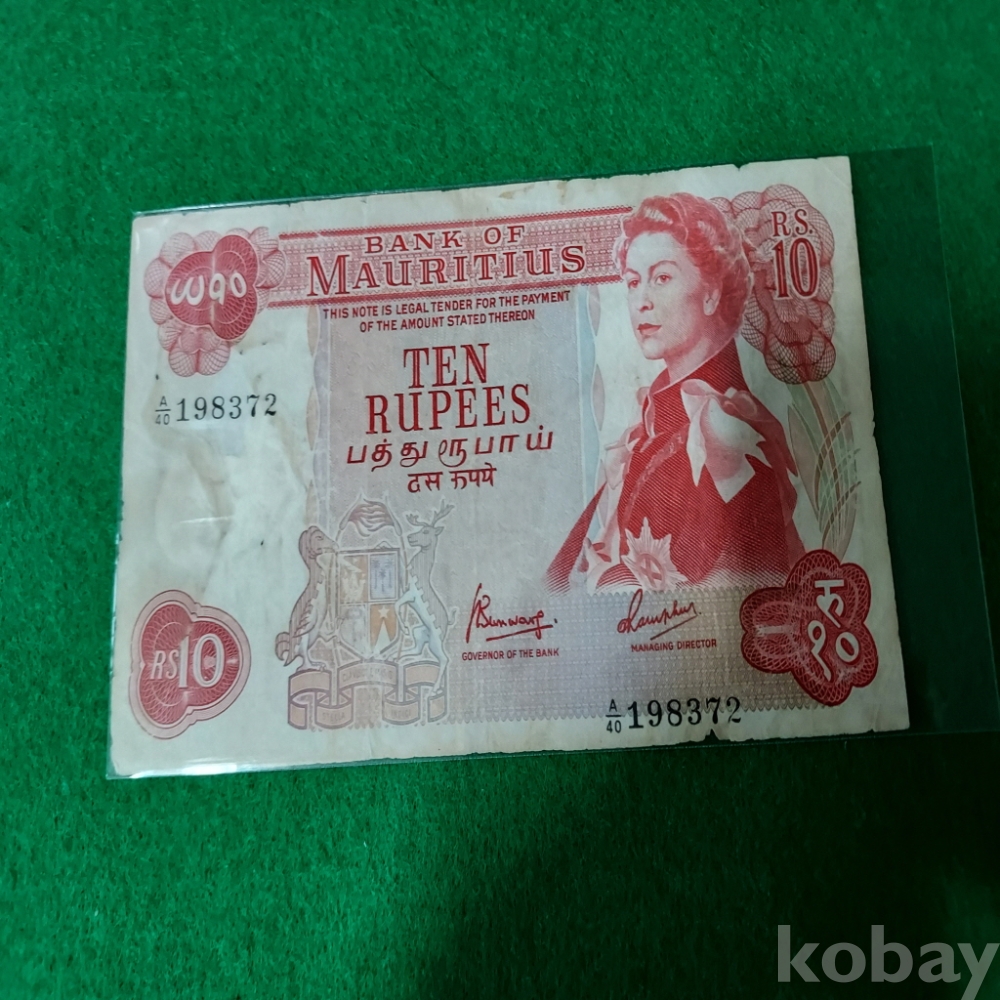 BANK OF
MAURITIUS
RS.
10
THIS NOTE IS LEGAL TENDER FOR THE PAYMENT
OF THE AMOUNT STATED THEREON
TEN
RUPEES
A/40 198372
பத்து ரூபாய்
दस रुपये
RS10
GOVERNOR OF THE BANK
MANAGING DIRECTOR
रु
१०
A/40 198372
kobay